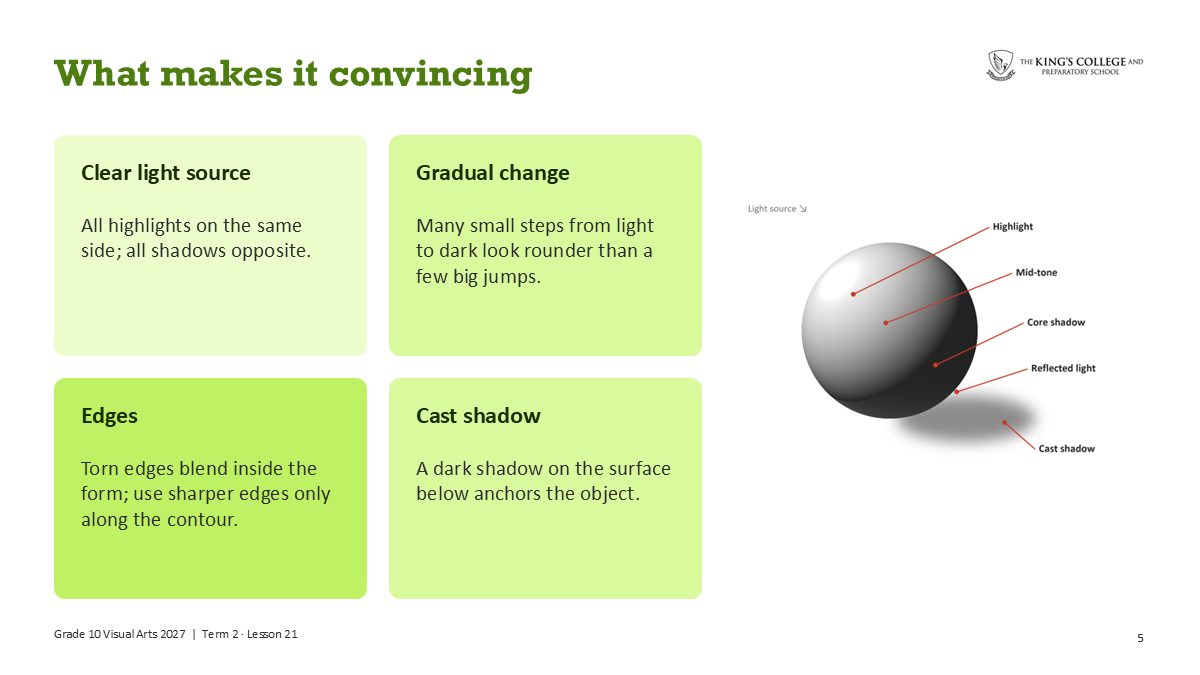 What makes it convincing
THE KING'S COLLEGE AND
PREPARATORY SCHOOL
Clear light source
All highlights on the same
side; all shadows opposite.
Gradual change
Many small steps from light
to dark look rounder than a
few big jumps.
Edges
Torn edges blend inside the
form; use sharper edges only
along the contour.
Cast shadow
A dark shadow on the surface
below anchors the object.
Light source ↘
Highlight
Mid-tone
Core shadow
Reflected light
Cast shadow
Grade 10 Visual Arts 2027 | Term 2 · Lesson 21
5